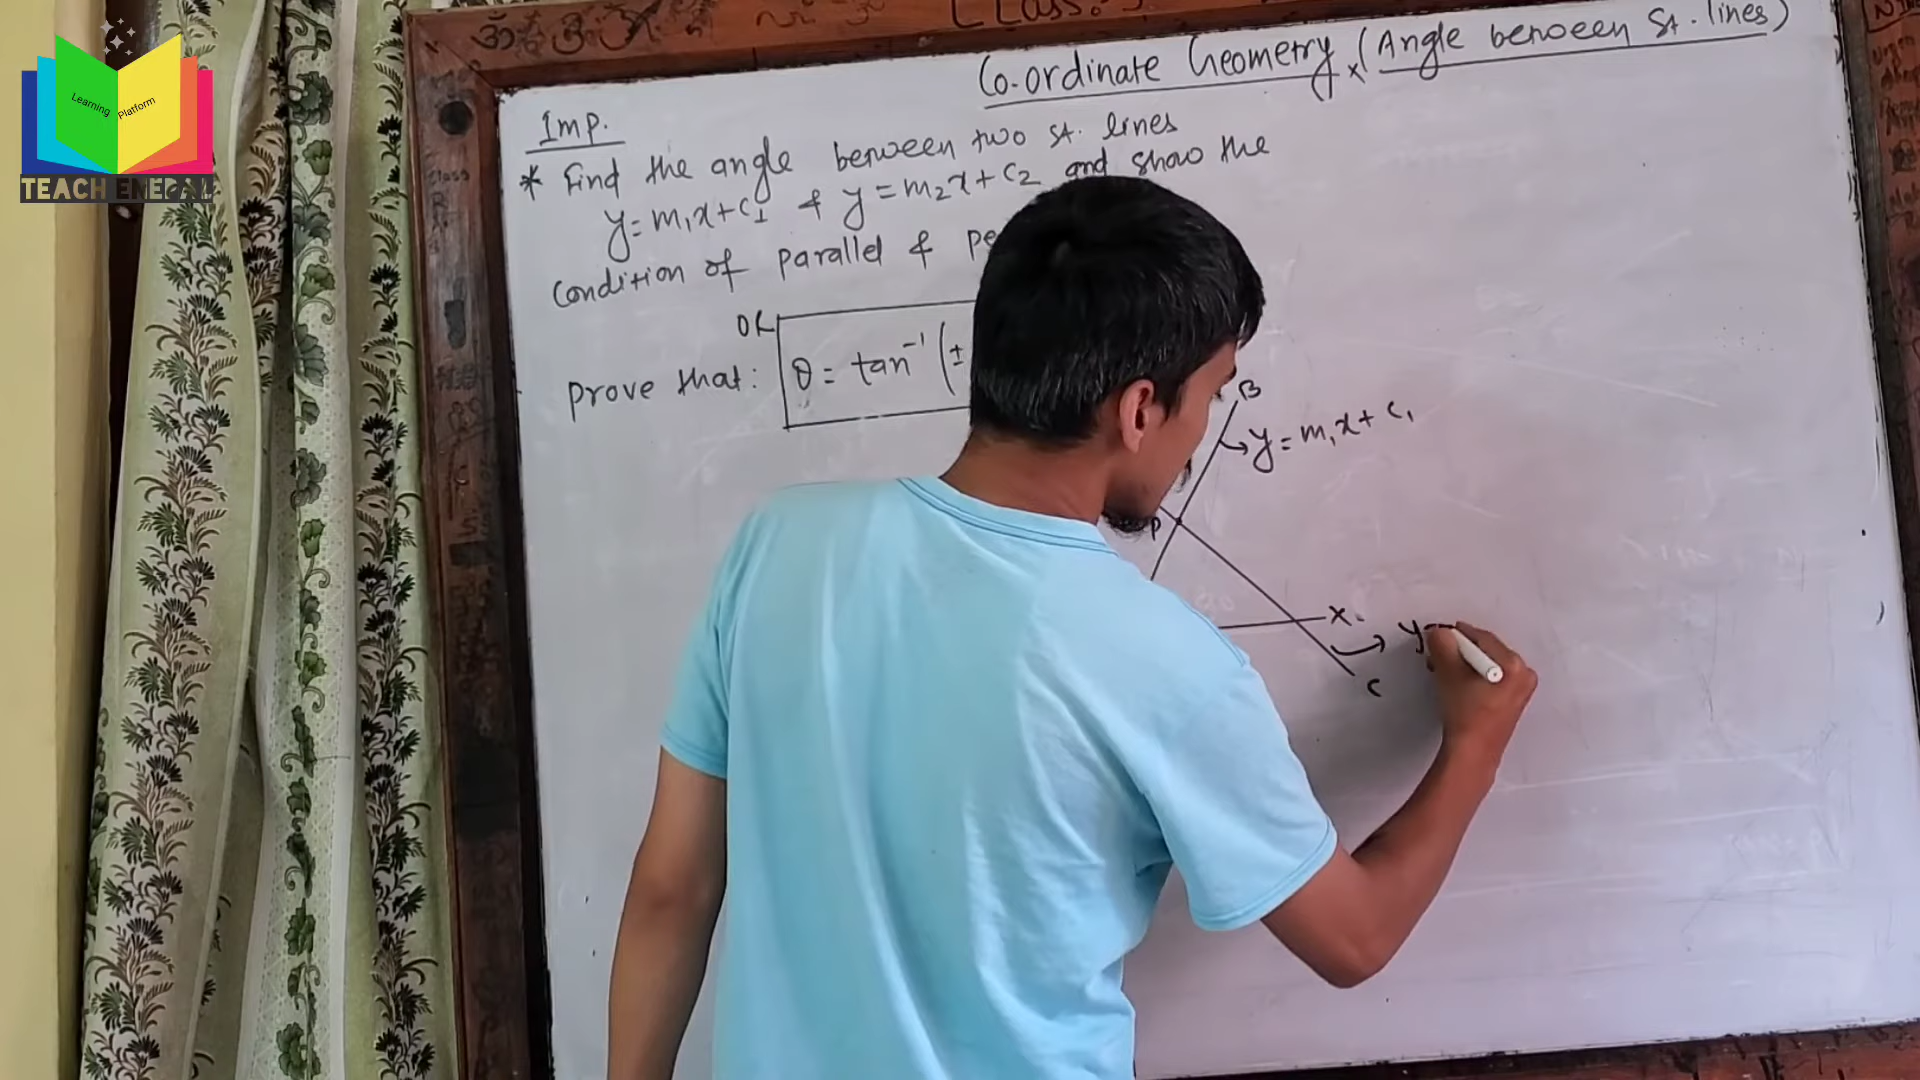 Learning Platform
TEACH ENEPAL
Co-ordinate Geometry (Angle between St. lines)
Imp.
* Find the angle between two st. lines
y = m₁x + c₁ & y = m₂x + c₂ and show the
condition of parallel & pe
OR
prove that: θ = tan⁻¹ (±
B
y = m₁x + c₁
P
X
y =
C